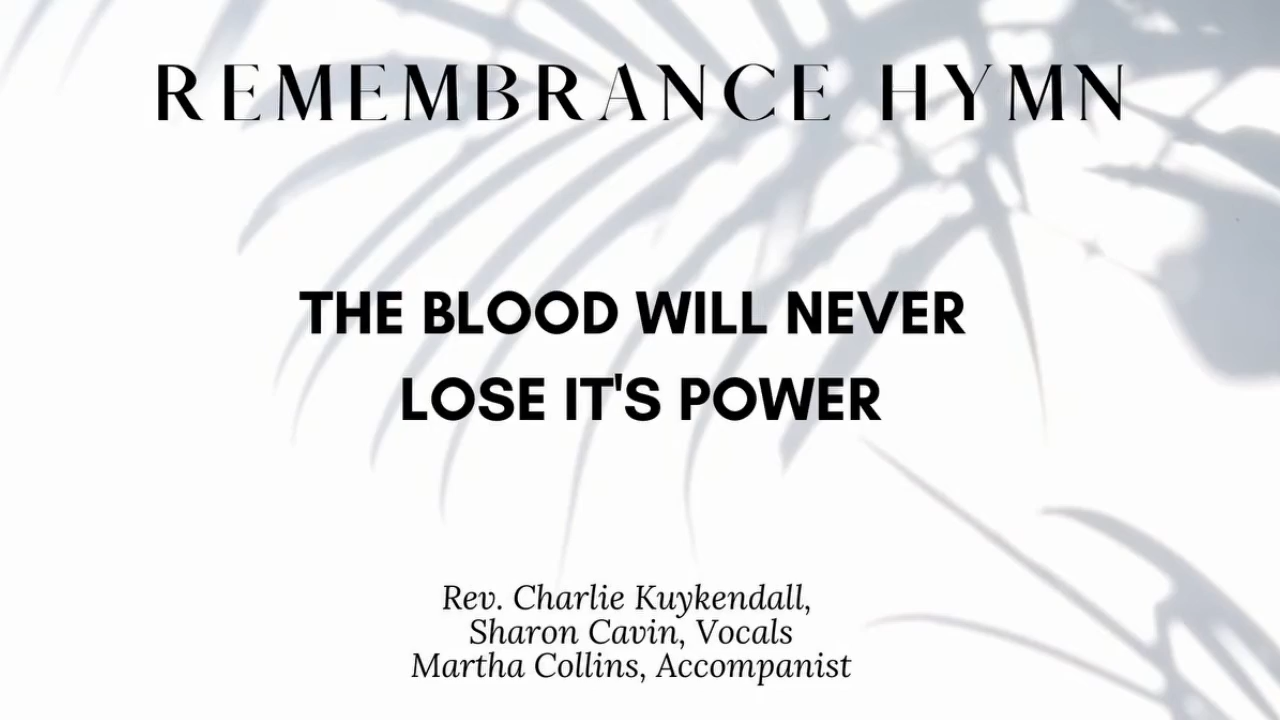 REMEMBRANCE HYMN
THE BLOOD WILL NEVER
LOSE IT'S POWER
Rev. Charlie Kuykendall,
Sharon Cavin, Vocals
Martha Collins, Accompanist